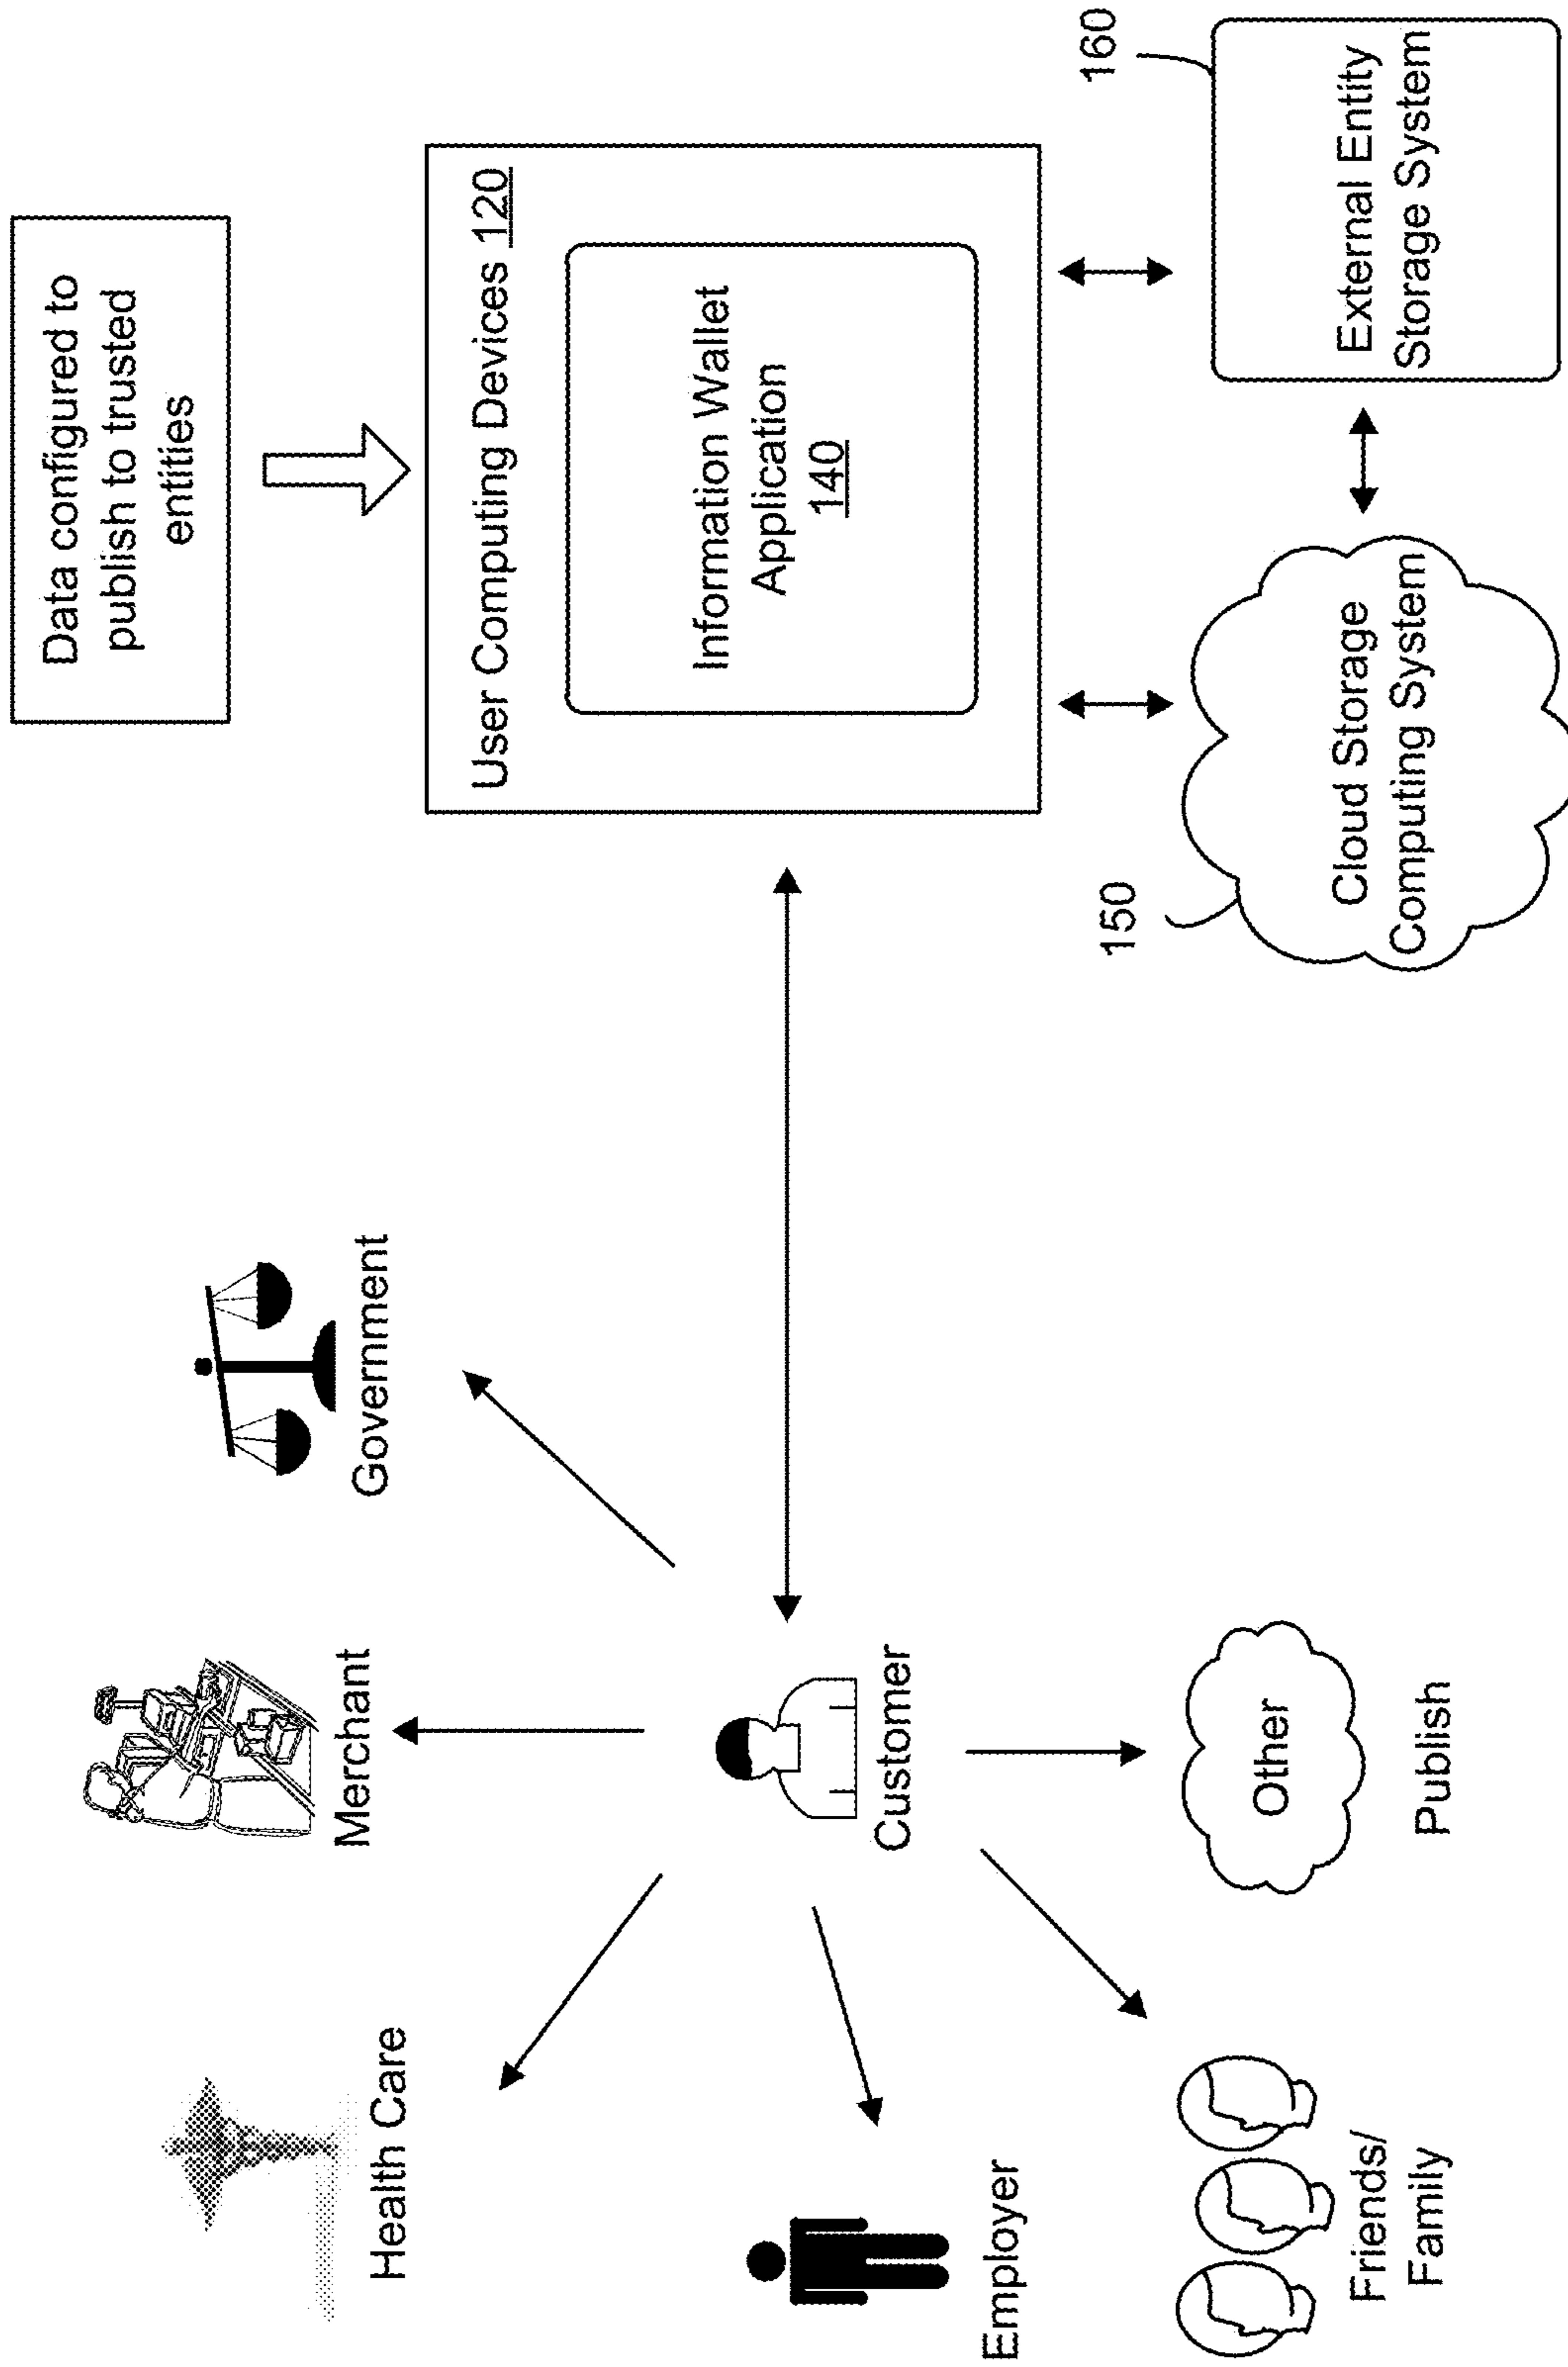 Health Care
Merchant
Government
Employer
Customer
Friends/
Family
Other
Publish
Data configured to
publish to trusted
entities
User Computing Devices 120
Information Wallet
Application
140
150
Cloud Storage
Computing System
160
External Entity
Storage System